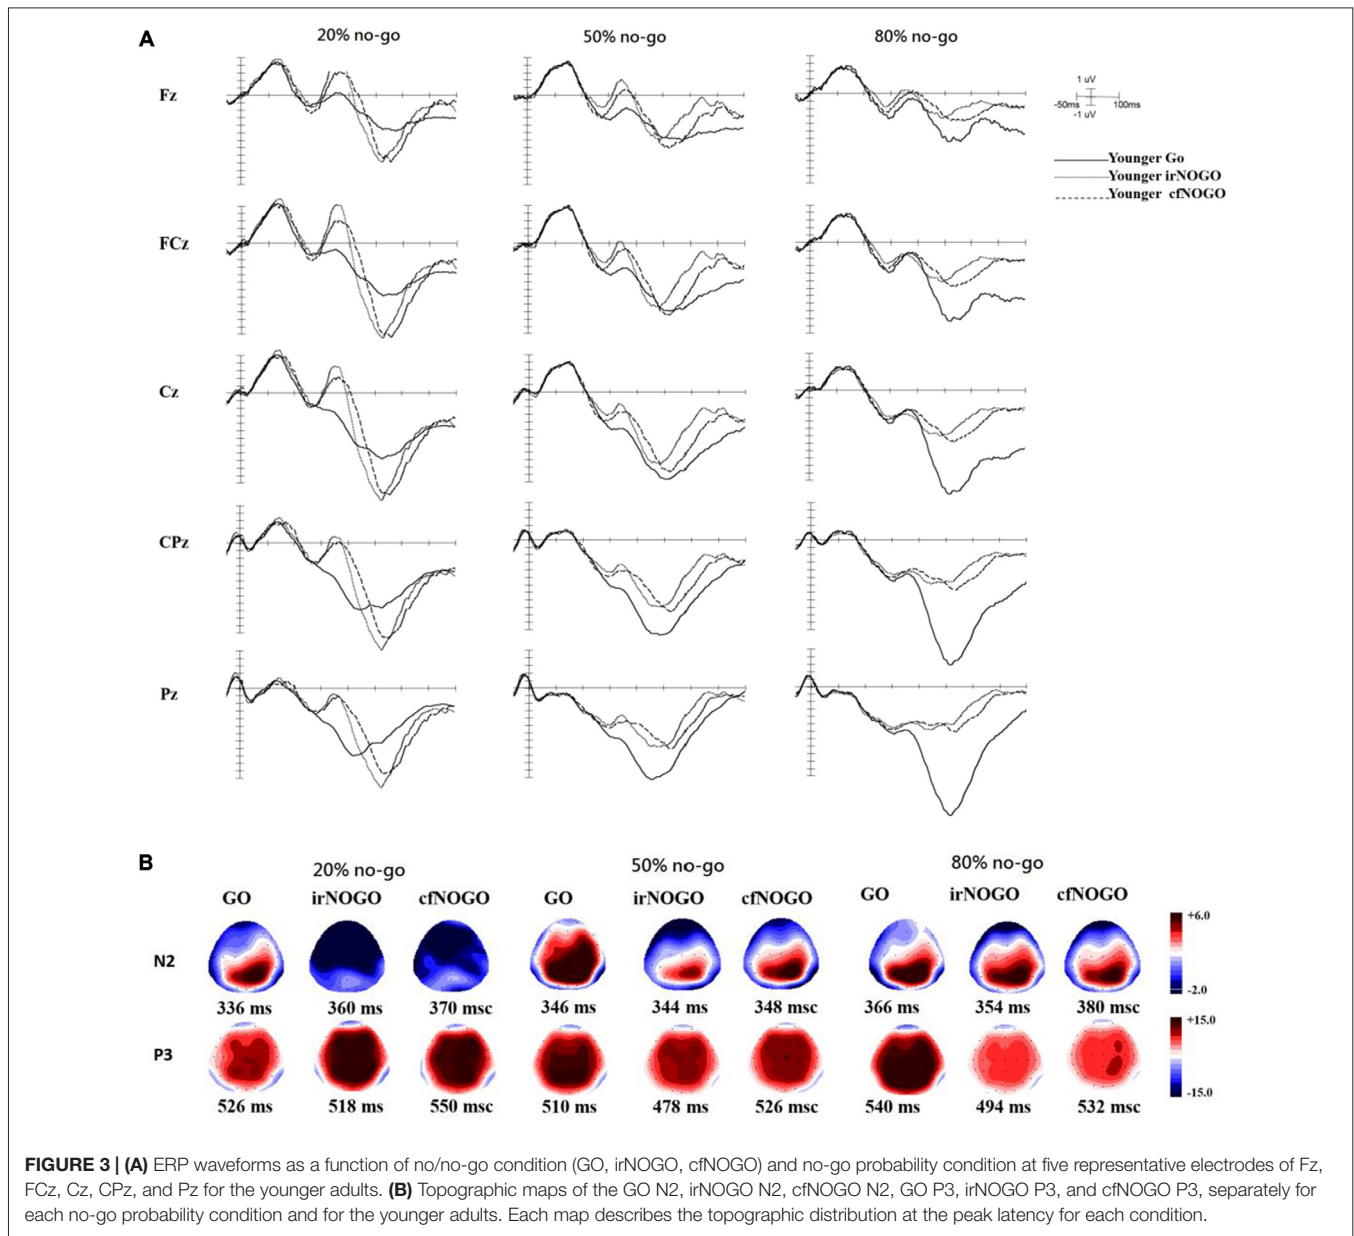 A
20% no-go 50% no-go 80% no-go
Fz
1 uV
-50ms 100ms
-1 uV
Younger Go
Younger irNOGO
Younger cfNOGO
FCz
Cz
CPz
Pz
B
20% no-go 50% no-go 80% no-go
GO irNOGO cfNOGO GO irNOGO cfNOGO GO irNOGO cfNOGO
+6.0
N2
-2.0
336 ms 360 ms 370 msc 346 ms 344 ms 348 msc 366 ms 354 ms 380 msc
+15.0
P3
-15.0
526 ms 518 ms 550 msc 510 ms 478 ms 526 msc 540 ms 494 ms 532 msc
FIGURE 3 | (A) ERP waveforms as a function of no/no-go condition (GO, irNOGO, cfNOGO) and no-go probability condition at five representative electrodes of Fz,
FCz, Cz, CPz, and Pz for the younger adults. (B) Topographic maps of the GO N2, irNOGO N2, cfNOGO N2, GO P3, irNOGO P3, and cfNOGO P3, separately for
each no-go probability condition and for the younger adults. Each map describes the topographic distribution at the peak latency for each condition.